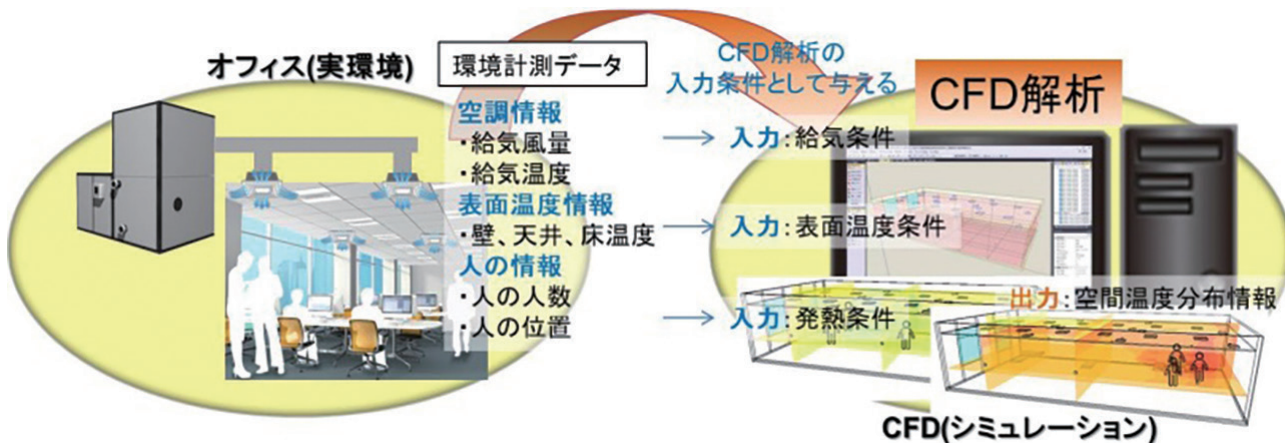 オフィス(実環境)
環境計測データ
空調情報
・給気風量
・給気温度
表面温度情報
・壁、天井、床温度
人の情報
・人の人数
・人の位置
CFD解析の
入力条件として与える
CFD解析
入力:給気条件
入力:表面温度条件
入力:発熱条件
出力:空間温度分布情報
CFD(シミュレーション)